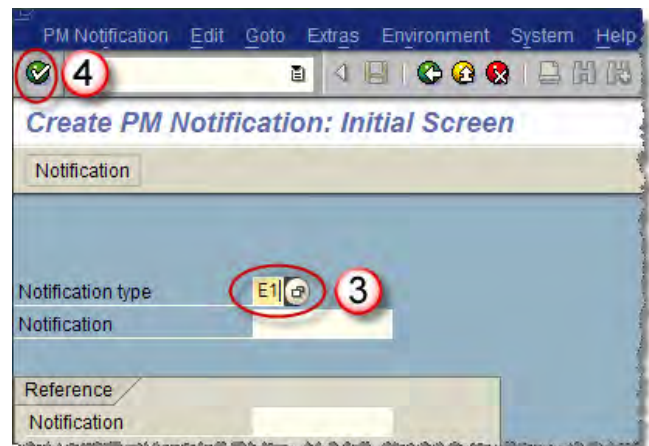 PM Notification Edit Goto Extras Environment System Help
4
Create PM Notification: Initial Screen
Notification
Notification type E1 3
Notification
Reference
Notification